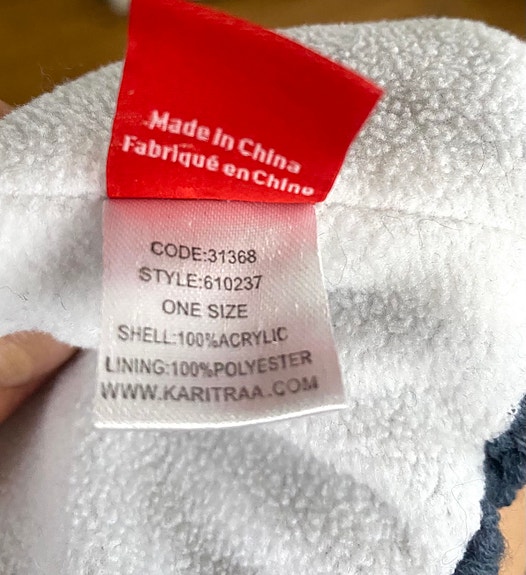 Made in China
Fabriqué en Chine
CODE:31368
STYLE:610237
ONE SIZE
SHELL:100%ACRYLIC
LINING:100%POLYESTER
WWW.KARITRAA.COM